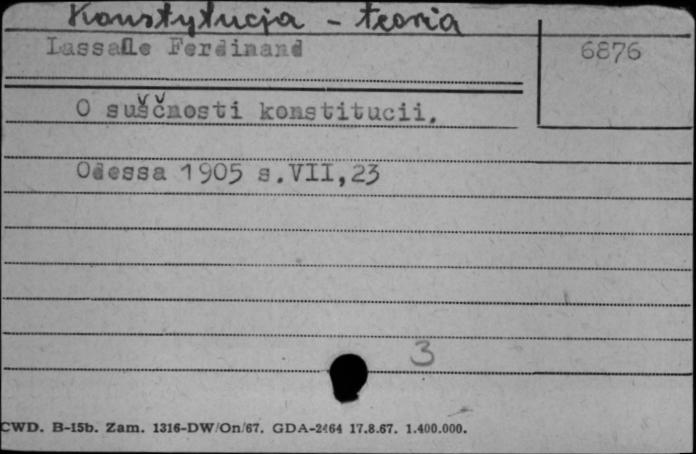 Konstytucja - teoria
Lassalle Ferdinand
6876
O suščnosti konstitucii.
Odessa 1905 s.VII,23
3
CWD. B-15b. Zam. 1316-DW/On/67. GDA-2464 17.8.67. 1.400.000.